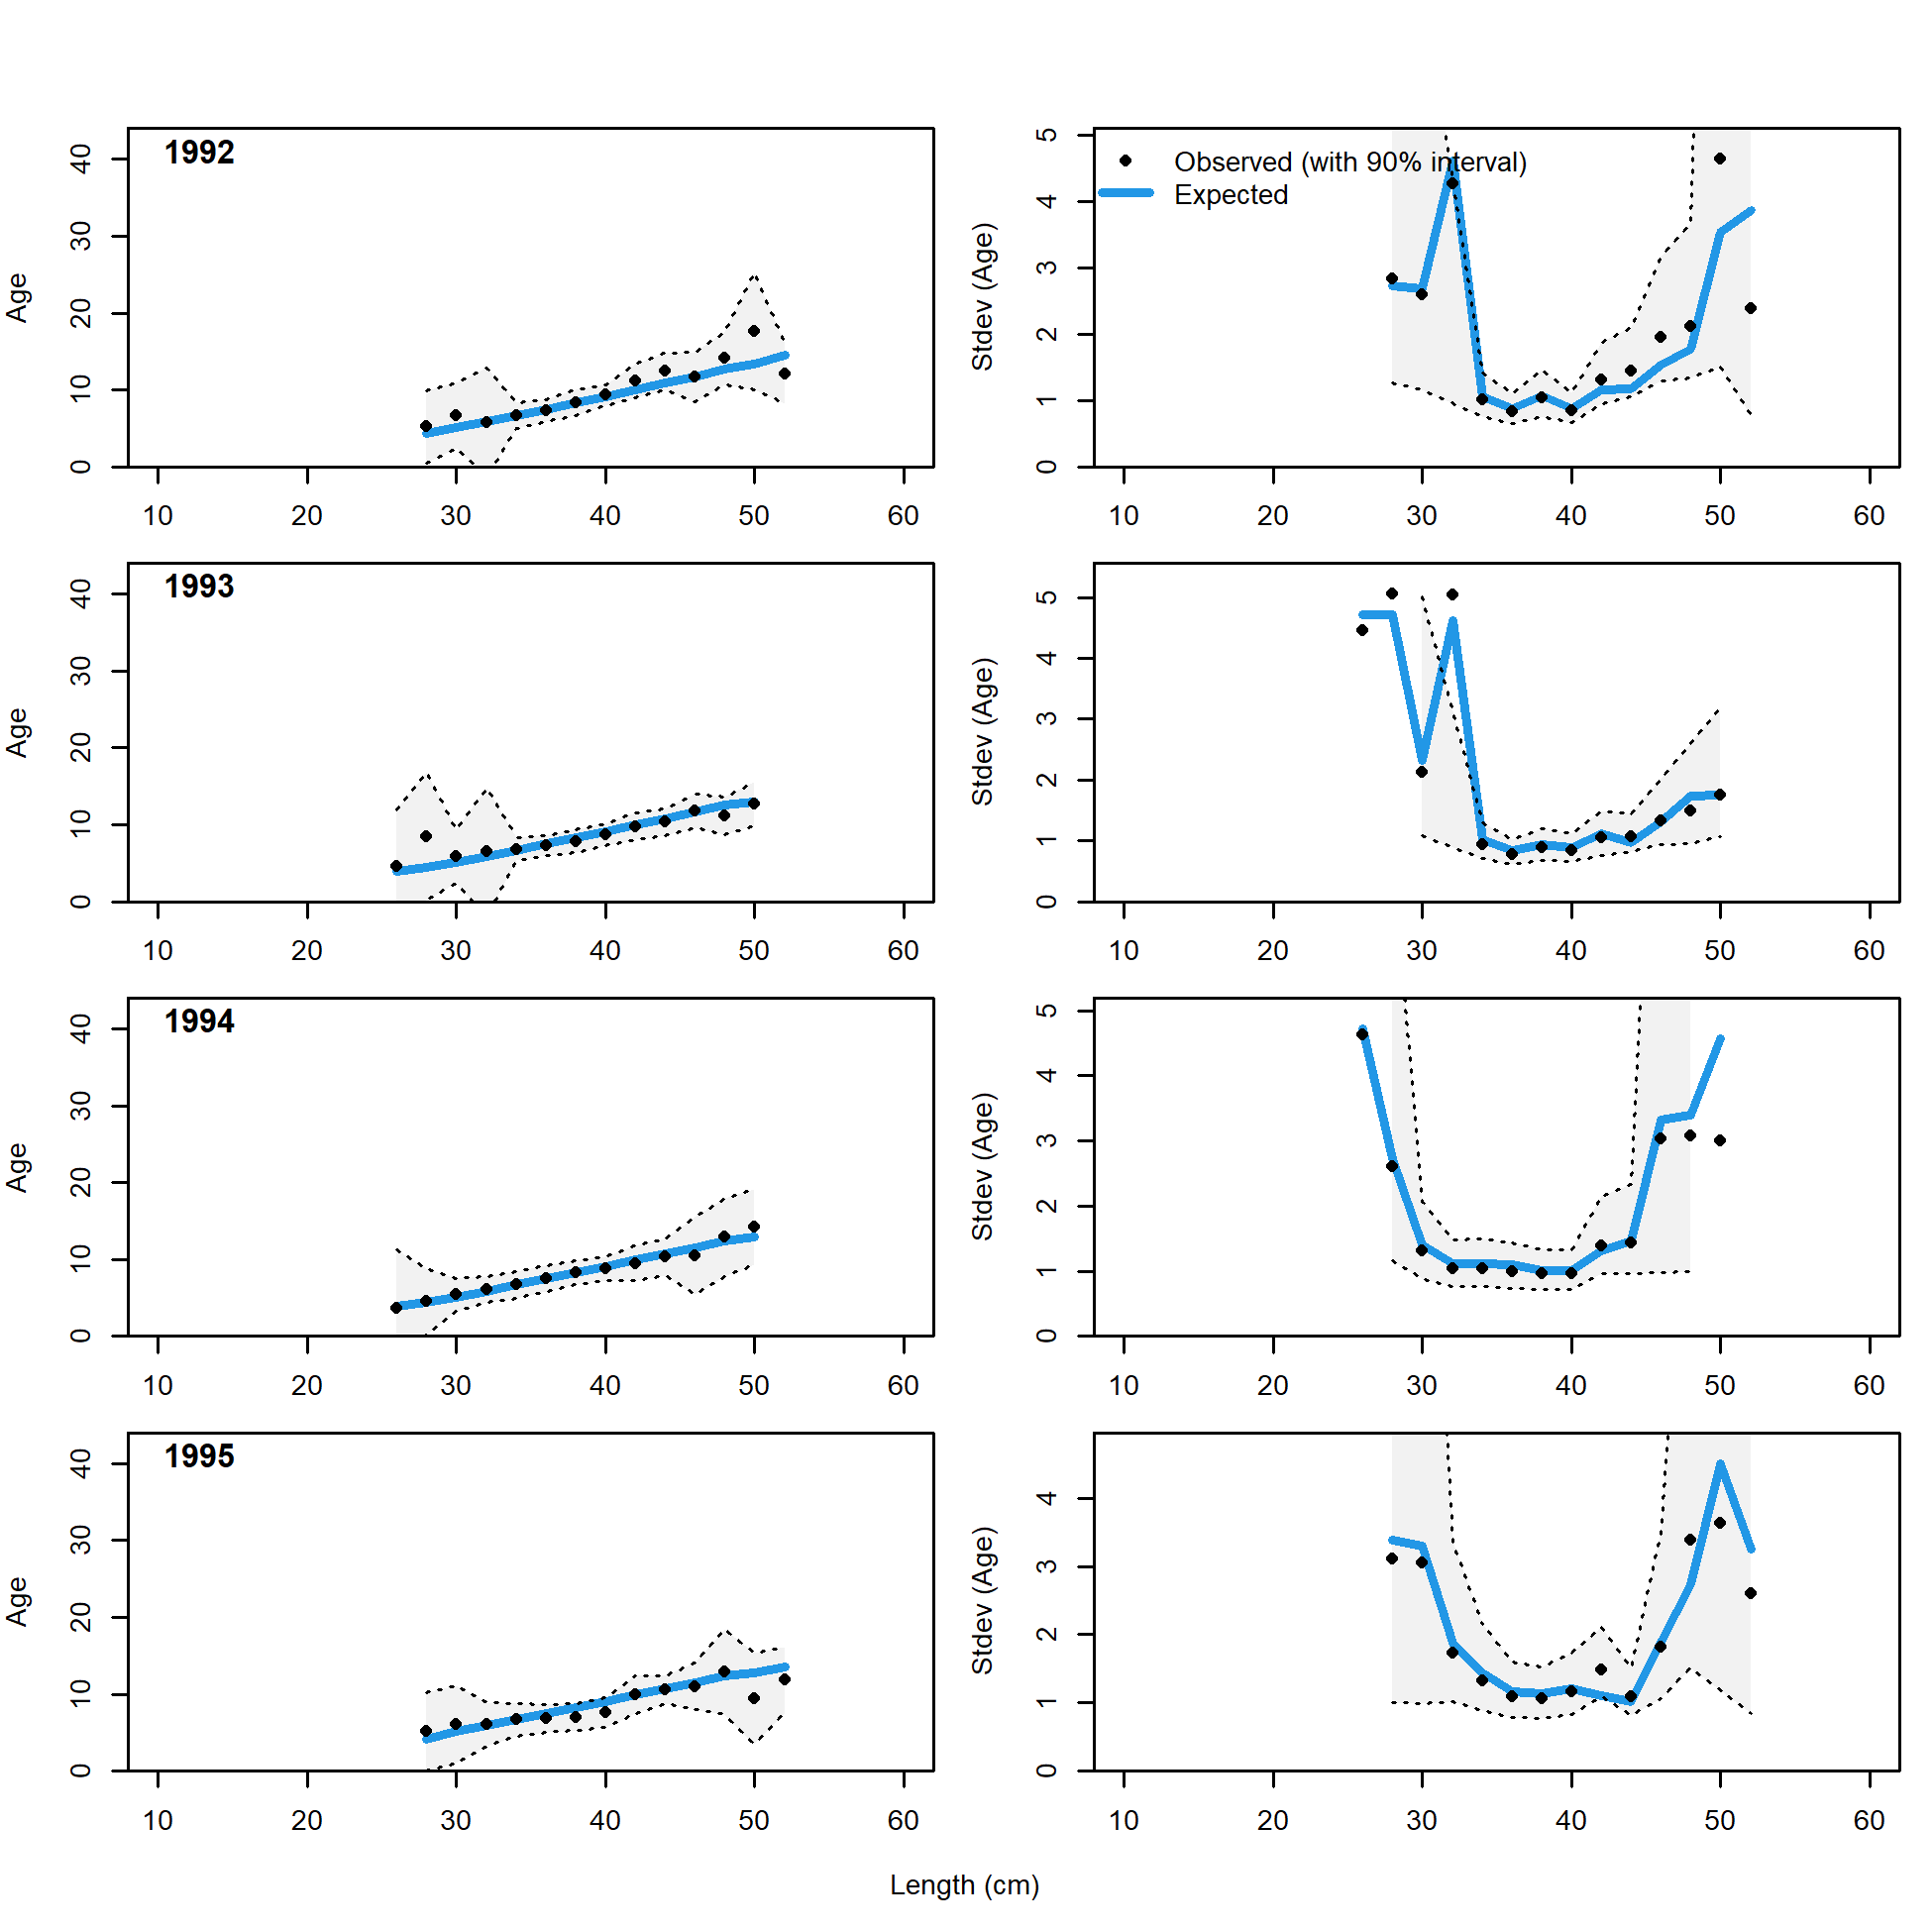 1992
Age
0 10 20 30 40
10 20 30 40 50 60
Observed (with 90% interval)
Expected
Stdev (Age)
0 1 2 3 4 5
10 20 30 40 50 60
1993
Age
0 10 20 30 40
10 20 30 40 50 60
Stdev (Age)
0 1 2 3 4 5
10 20 30 40 50 60
1994
Age
0 10 20 30 40
10 20 30 40 50 60
Stdev (Age)
0 1 2 3 4 5
10 20 30 40 50 60
1995
Age
0 10 20 30 40
10 20 30 40 50 60
Stdev (Age)
0 1 2 3 4
10 20 30 40 50 60
Length (cm)